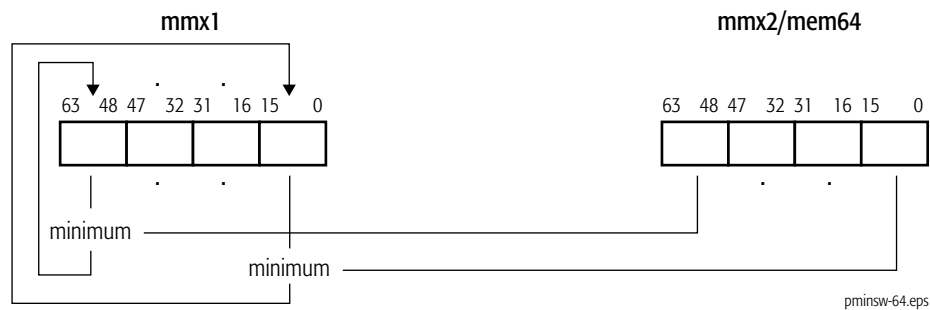 mmx1 mmx2/mem64
63 48 47 32 31 16 15 0 63 48 47 32 31 16 15 0
minimum
minimum
pminsw-64.eps